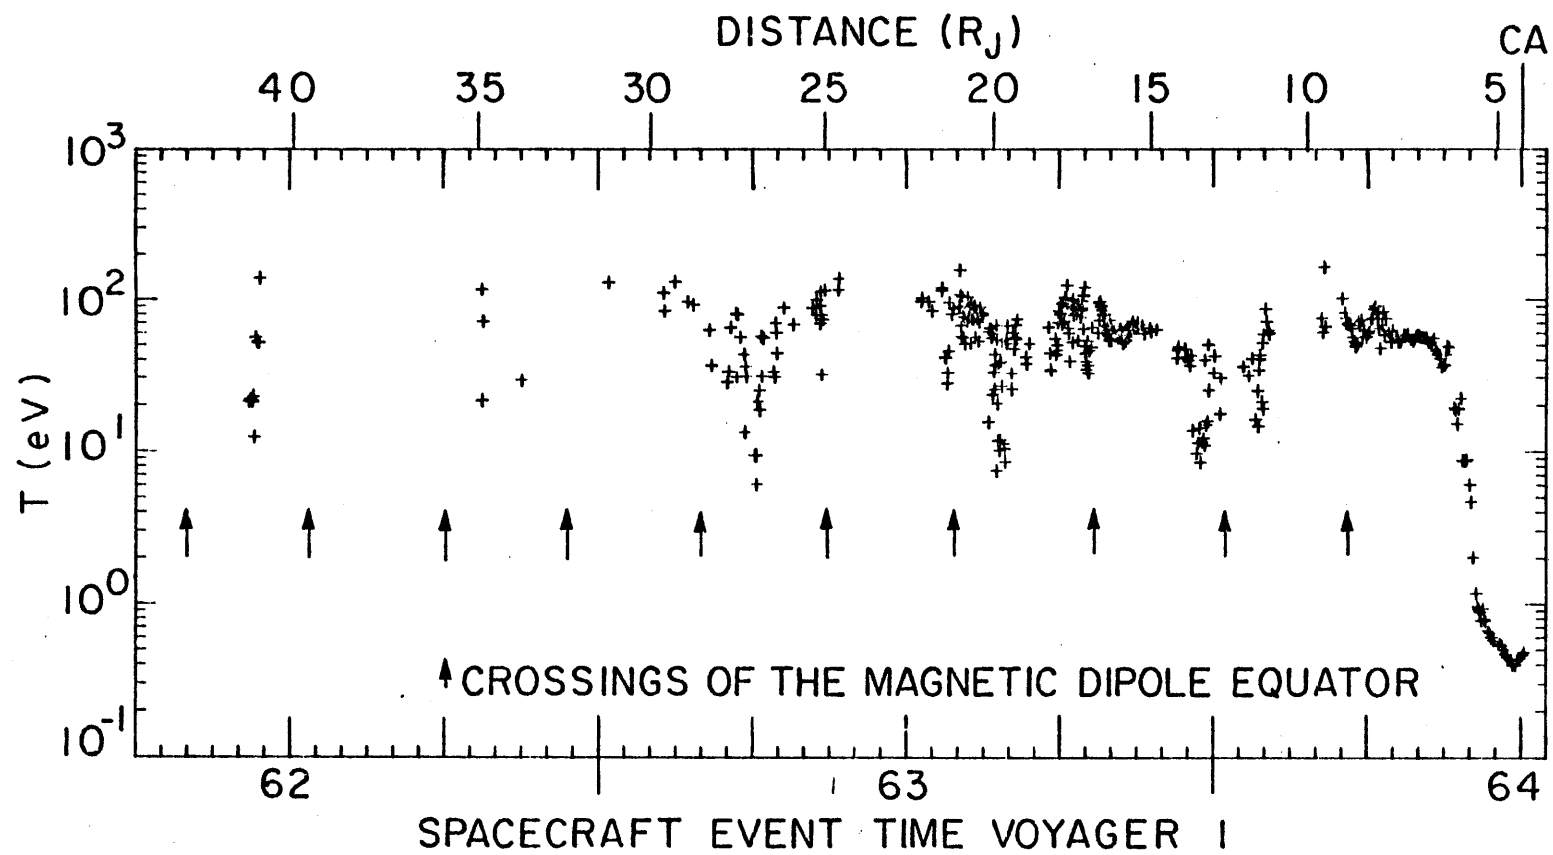 DISTANCE (RJ)
CA
40 35 30 25 20 15 10 5
10³
10²
10¹
10⁰
10⁻¹
T (eV)
CROSSINGS OF THE MAGNETIC DIPOLE EQUATOR
62 63 64
SPACECRAFT EVENT TIME VOYAGER 1